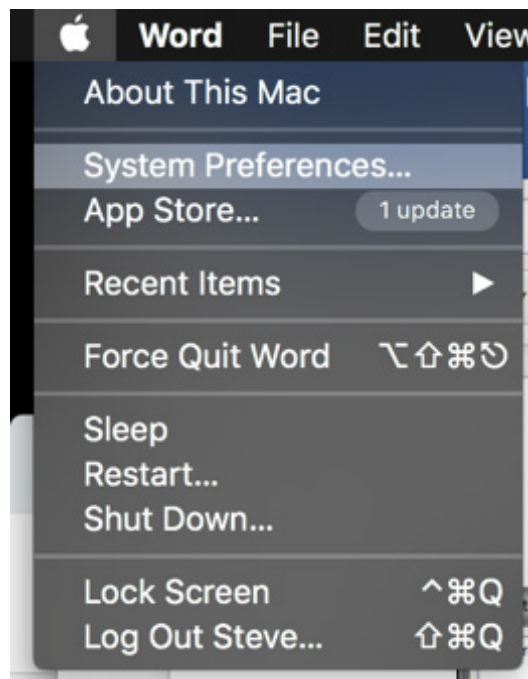 Word File Edit View
About This Mac
System Preferences...
App Store... 1 update
Recent Items ▶
Force Quit Word ⌥⇧⌘⎋
Sleep
Restart...
Shut Down...
Lock Screen ^⌘Q
Log Out Steve... ⇧⌘Q